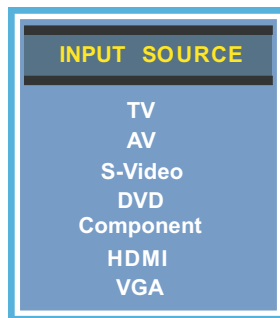 INPUT SOURCE
TV
AV
S-Video
DVD
Component
HDMI
VGA